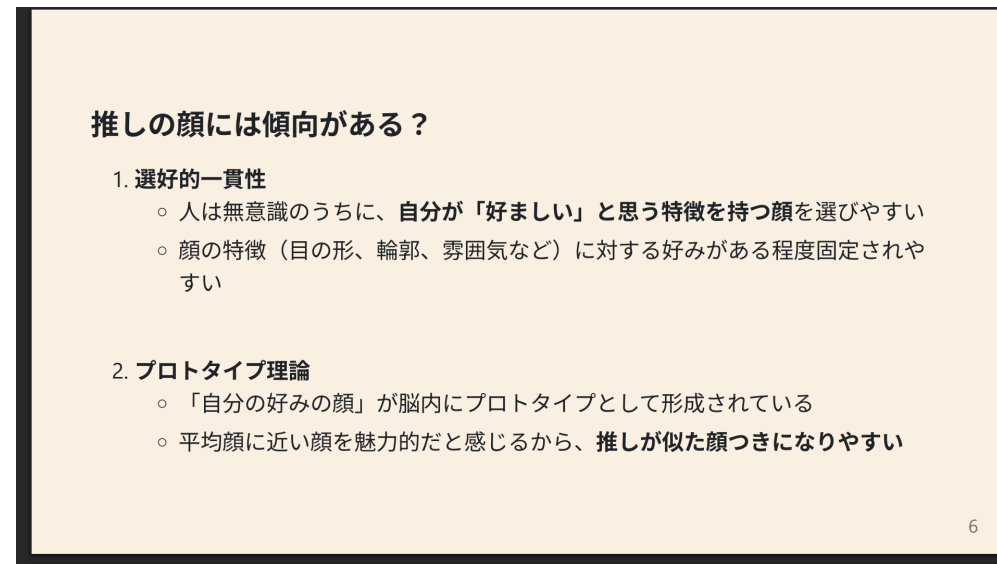 推しの顔には傾向がある？
1. 選好的一貫性
○ 人は無意識のうちに、自分が「好ましい」と思う特徴を持つ顔を選びやすい
○ 顔の特徴（目の形、輪郭、雰囲気など）に対する好みがある程度固定されや
すい
2. プロトタイプ理論
○ 「自分の好みの顔」が脳内にプロトタイプとして形成されている
○ 平均顔に近い顔を魅力的だと感じるから、推しが似た顔つきになりやすい
6